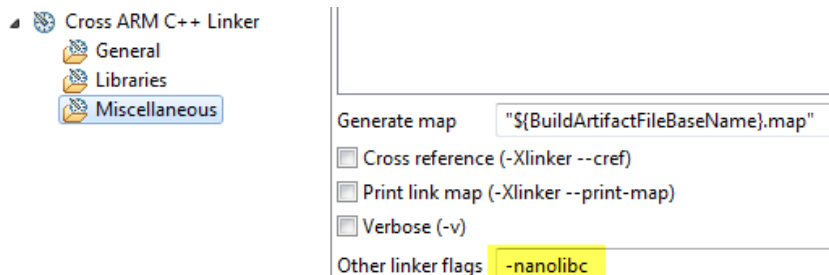 Cross ARM C++ Linker
General
Libraries
Miscellaneous
Generate map "${BuildArtifactFileBaseName}.map"
Cross reference (-Xlinker --cref)
Print link map (-Xlinker --print-map)
Verbose (-v)
Other linker flags -nanolibc